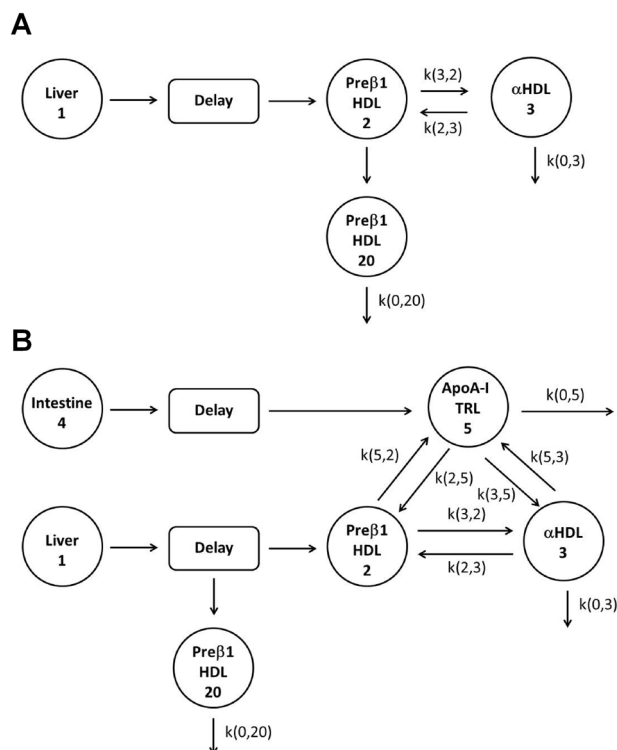 A
Liver
1
Delay
Preβ1
HDL
2
k(3,2)
k(2,3)
αHDL
3
k(0,3)
Preβ1
HDL
20
k(0,20)
B
Intestine
4
Delay
ApoA-I
TRL
5
k(0,5)
k(5,2)
k(2,5)
k(5,3)
k(3,5)
Liver
1
Delay
Preβ1
HDL
2
k(3,2)
k(2,3)
αHDL
3
k(0,3)
Preβ1
HDL
20
k(0,20)